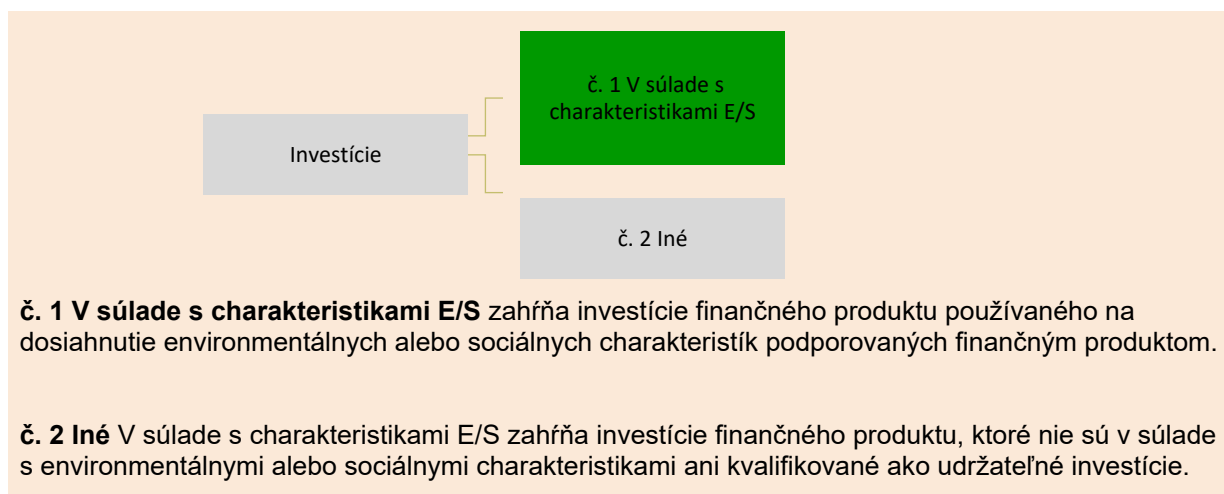 č. 1 V súlade s
charakteristikami E/S
Investície
č. 2 Iné
č. 1 V súlade s charakteristikami E/S zahŕňa investície finančného produktu používaného na
dosiahnutie environmentálnych alebo sociálnych charakteristík podporovaných finančným produktom.
č. 2 Iné V súlade s charakteristikami E/S zahŕňa investície finančného produktu, ktoré nie sú v súlade
s environmentálnymi alebo sociálnymi charakteristikami ani kvalifikované ako udržateľné investície.